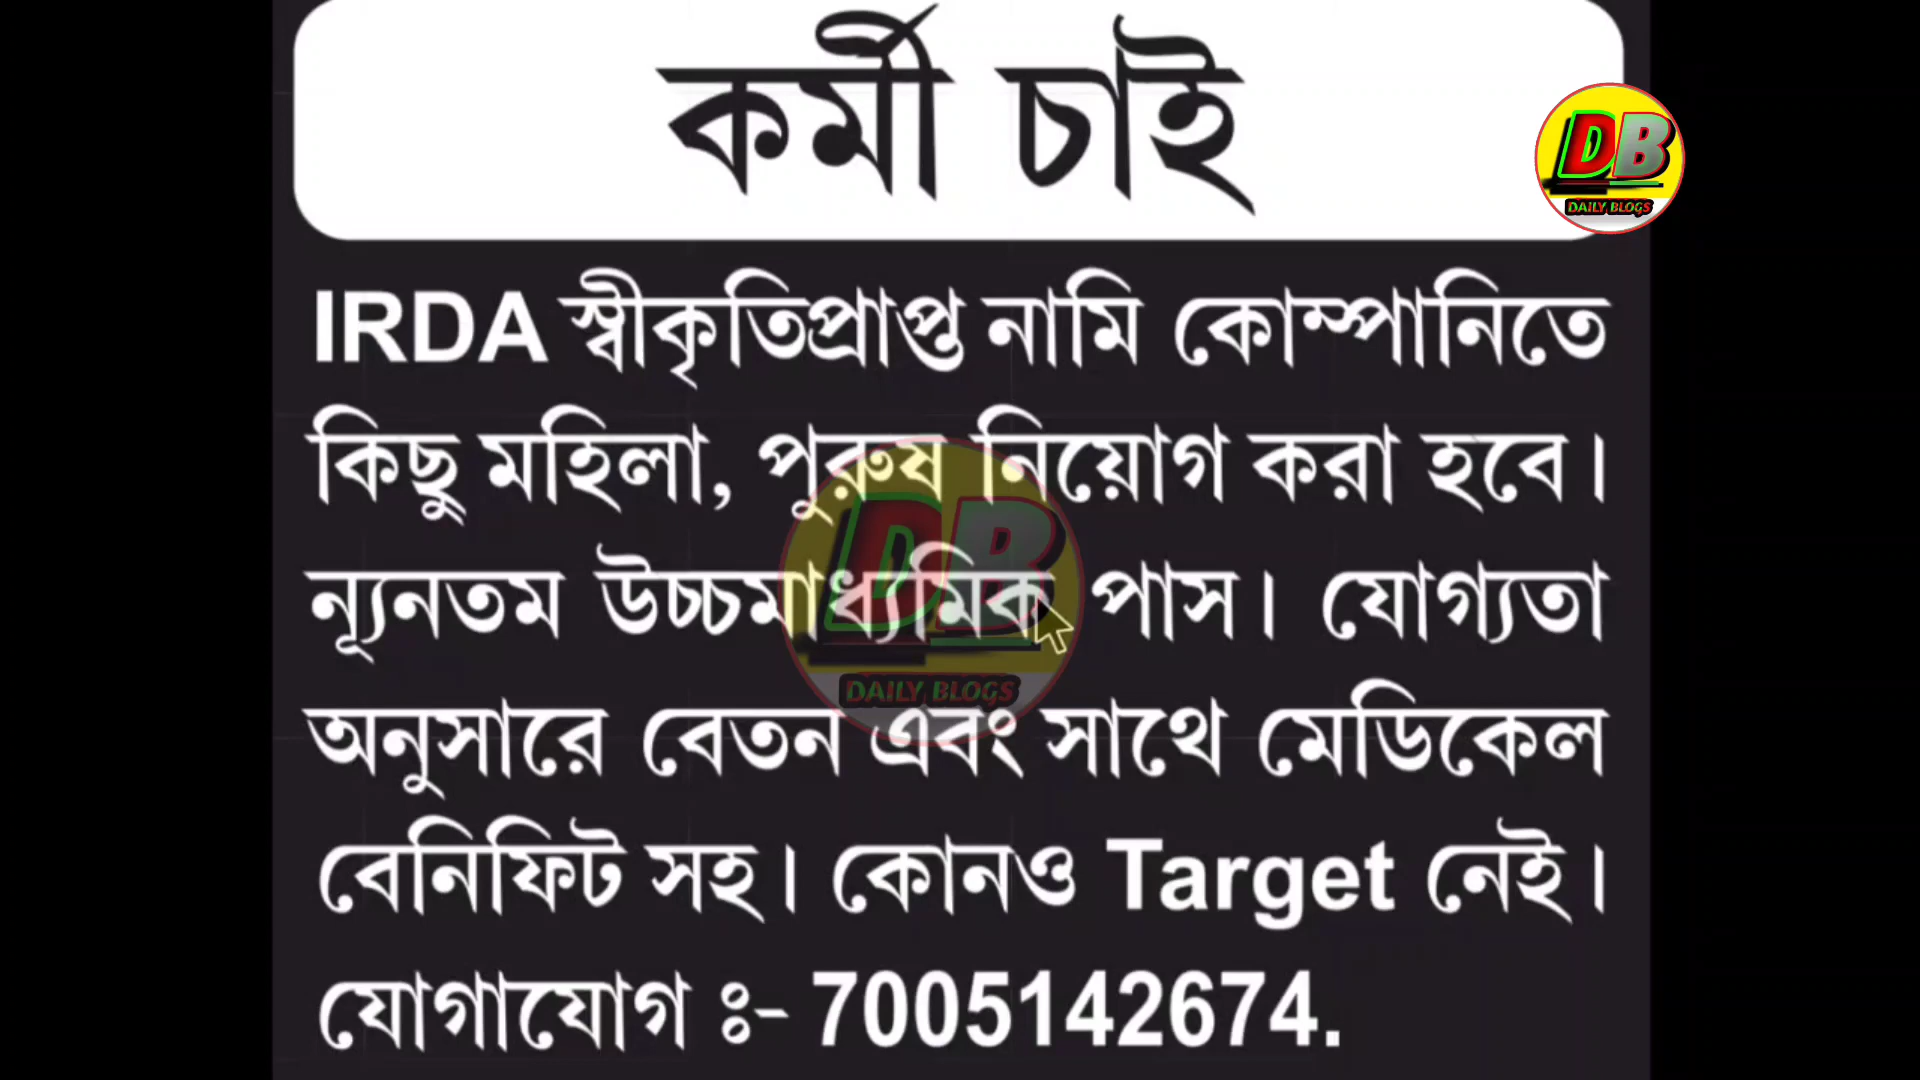 কর্মী চাই
DB
DAILY BLOGS
IRDA স্বীকৃতিপ্রাপ্ত নামি কোম্পানিতে
কিছু মহিলা, পুরুষ নিয়োগ করা হবে।
ন্যূনতম উচ্চমাধ্যমিক পাস। যোগ্যতা
DB
DAILY BLOGS
অনুসারে বেতন এবং সাথে মেডিকেল
বেনিফিট সহ। কোনও Target নেই।
যোগাযোগ ঃ- 7005142674.